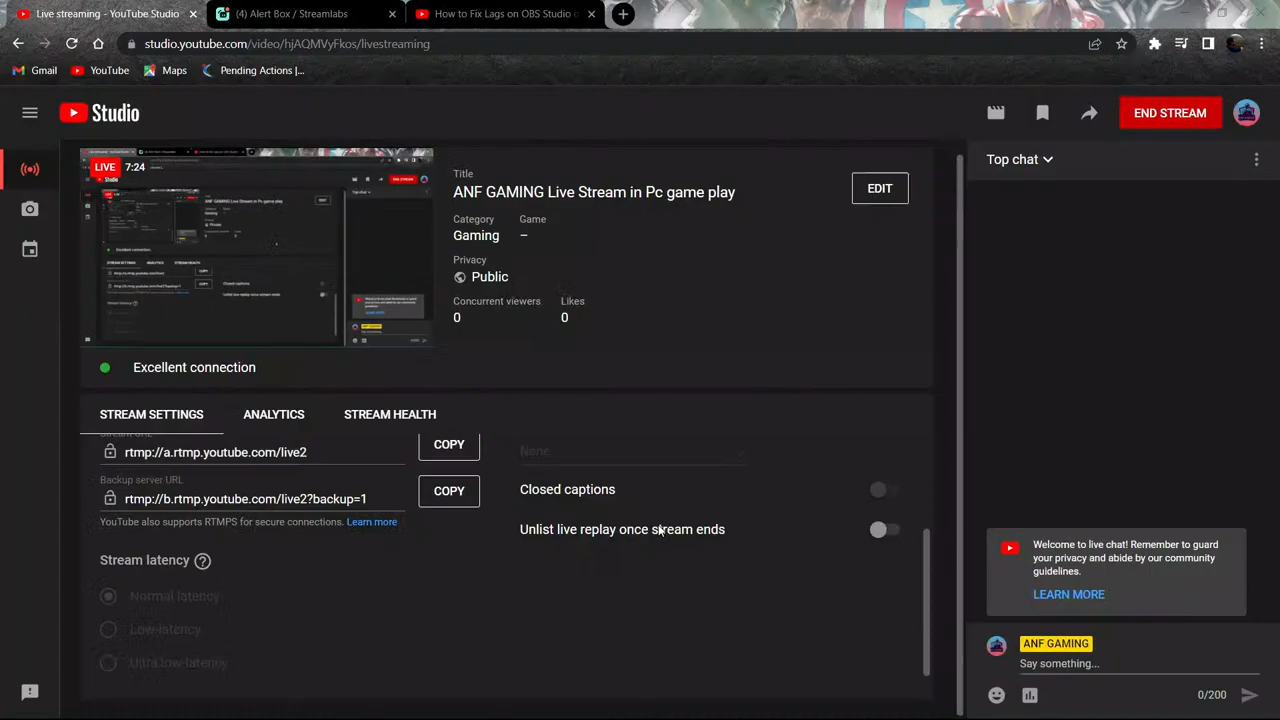 Live streaming - YouTube Studio
(4) Alert Box / Streamlabs
How to Fix Lags on OBS Studio o
studio.youtube.com/video/hjAQMVyFkos/livestreaming
Gmail
YouTube
Maps
Pending Actions |...
Studio
END STREAM
LIVE 7:24
Title
ANF GAMING Live Stream in Pc game play
EDIT
Category
Game
Gaming
–
Privacy
Public
Concurrent viewers
Likes
0
0
Excellent connection
STREAM SETTINGS
ANALYTICS
STREAM HEALTH
Stream URL
rtmp://a.rtmp.youtube.com/live2
COPY
Backup server URL
rtmp://b.rtmp.youtube.com/live2?backup=1
COPY
YouTube also supports RTMPS for secure connections. Learn more
Stream latency
Normal latency
Low-latency
Ultra low-latency
None
Closed captions
Unlist live replay once stream ends
Top chat
Welcome to live chat! Remember to guard
your privacy and abide by our community
guidelines.
LEARN MORE
ANF GAMING
Say something...
0/200